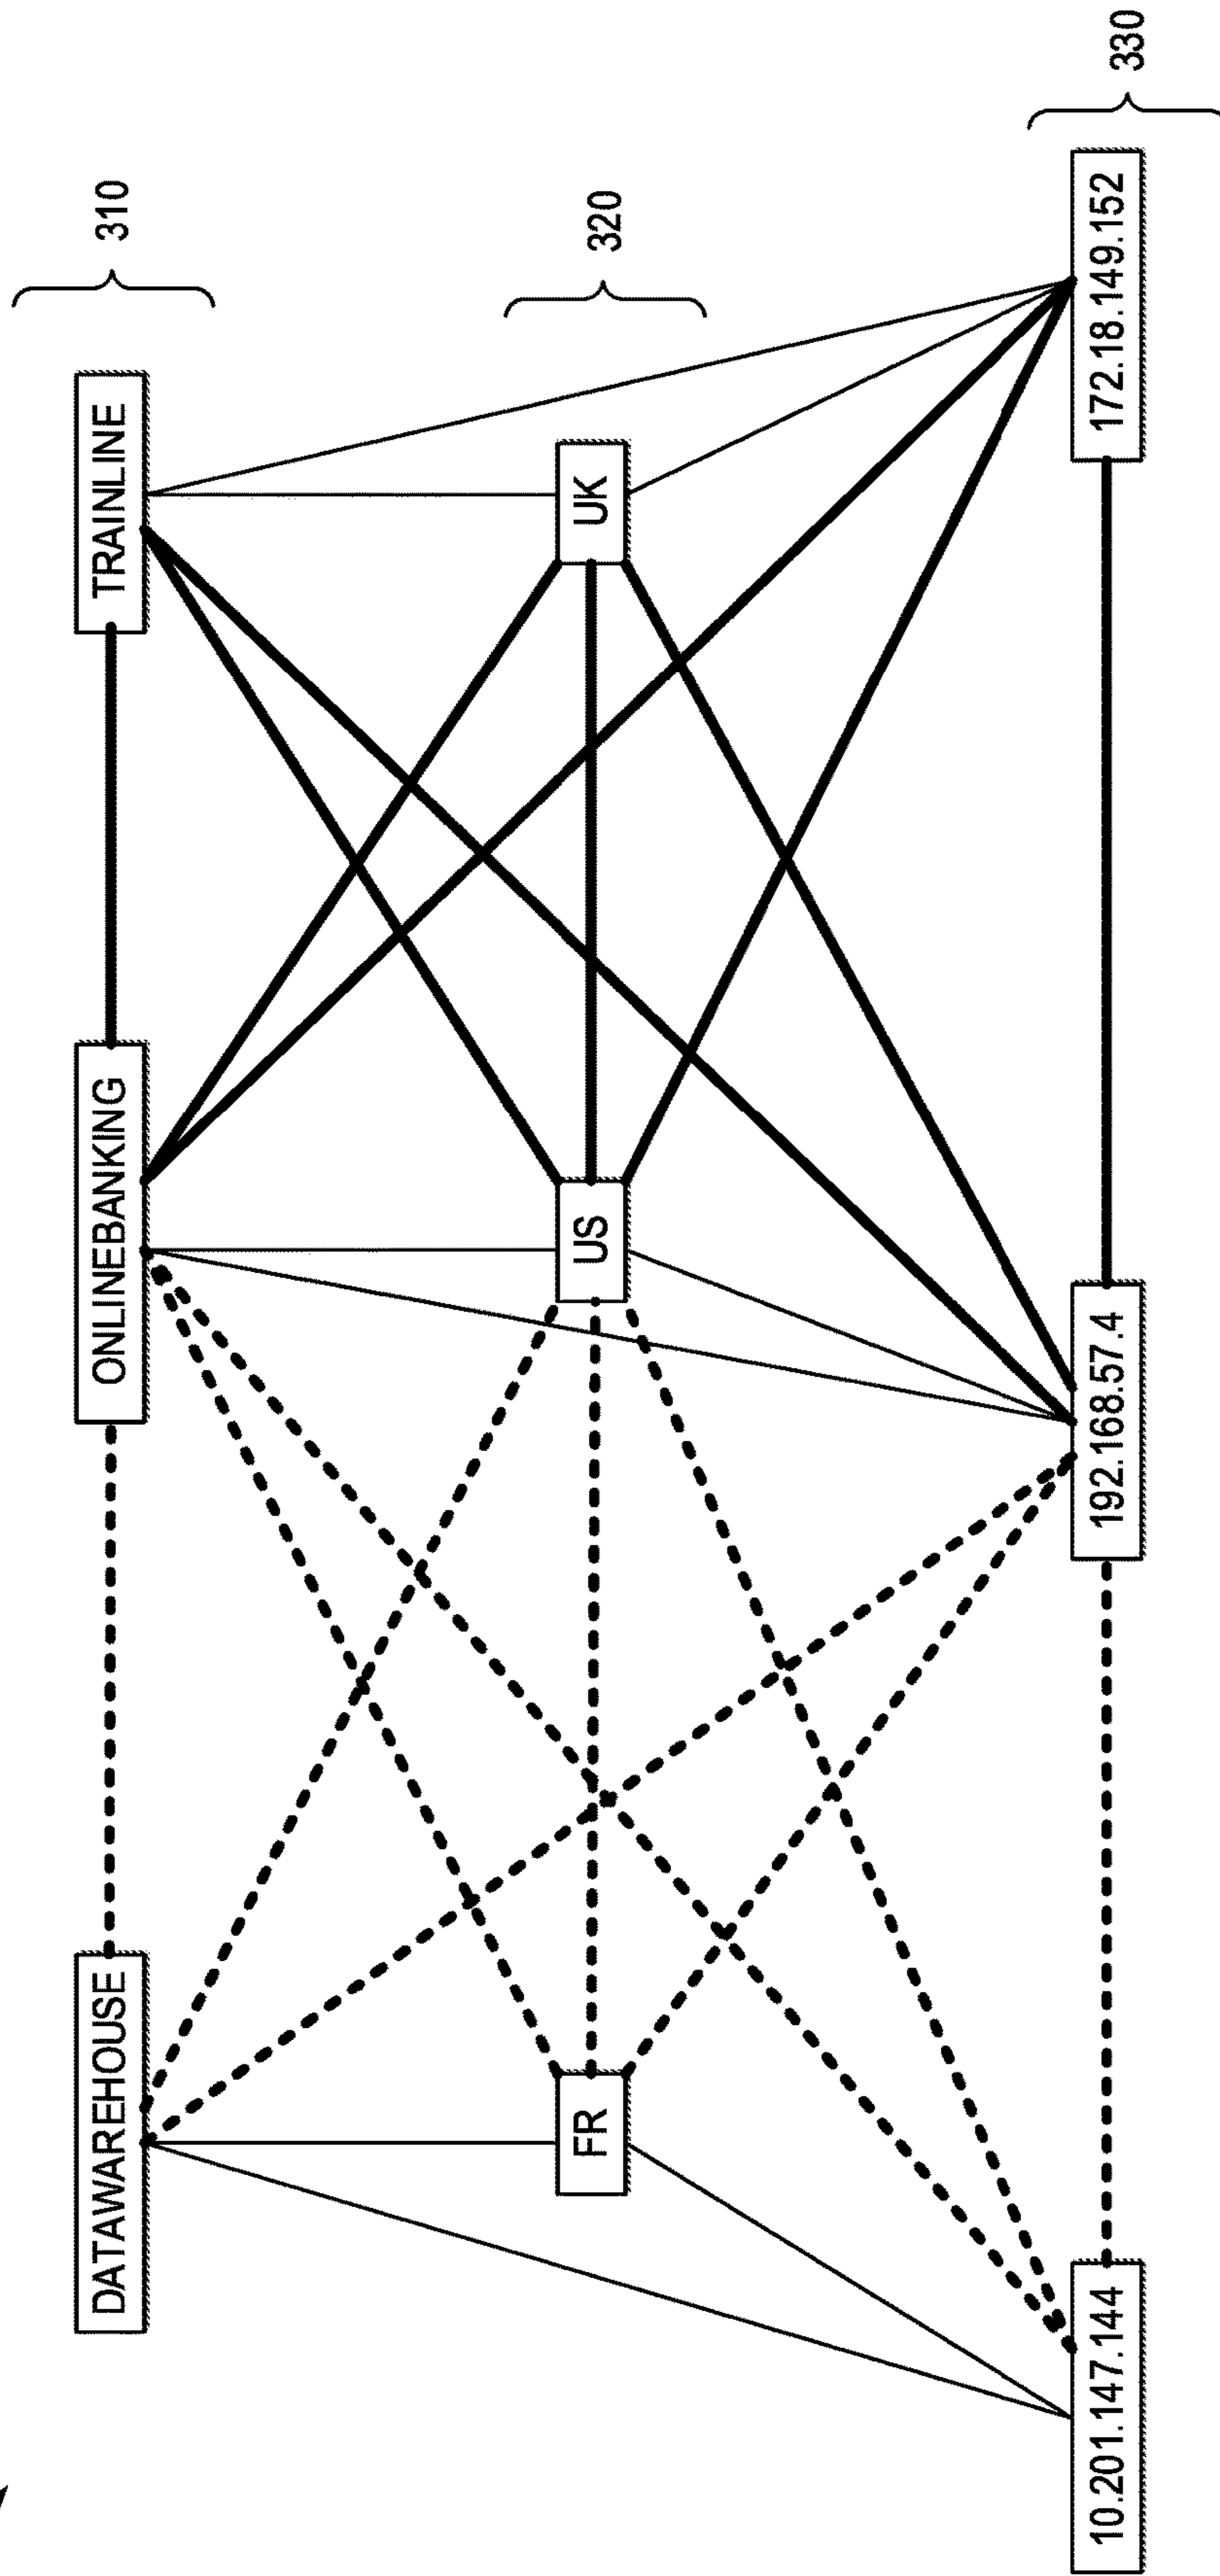 DATAWAREHOUSE
ONLINEBANKING
TRAINLINE
310
FR
US
UK
320
10.201.147.144
192.168.57.4
172.18.149.152
330